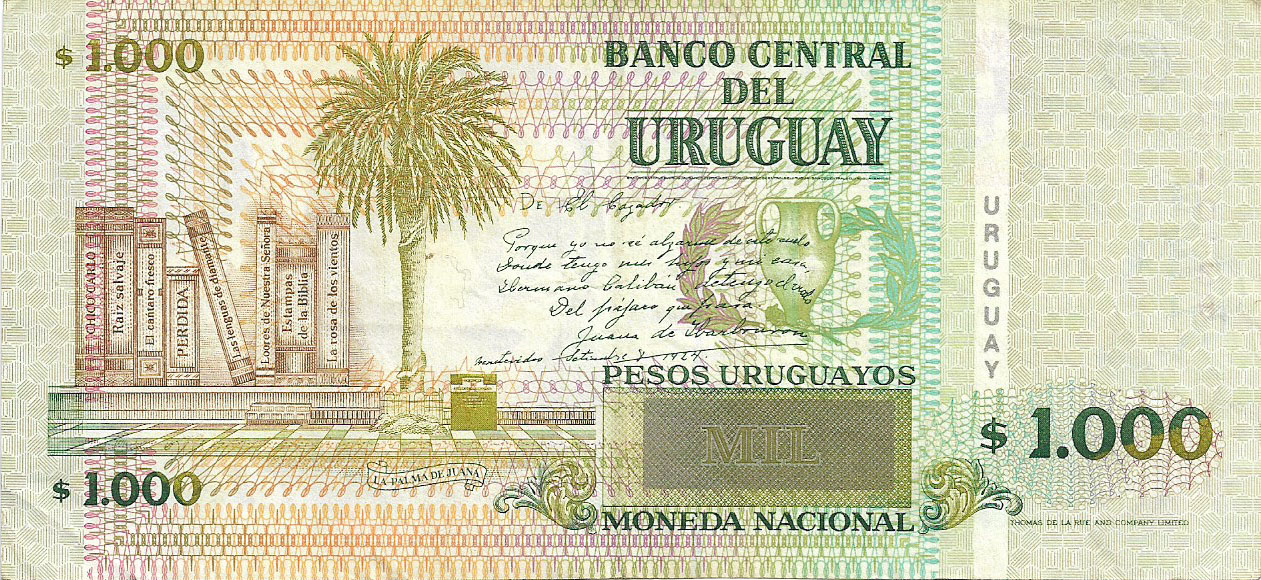 $ 1.000
BANCO CENTRAL
DEL
URUGUAY
CHICO CARLO
Raíz salvaje
El cántaro fresco
PERDIDA
Las lenguas de diamante
Loores de Nuestra Señora
Estampas
de la Biblia
La rosa de los vientos
De El Cazador
Porque yo no sé alzarme de este suelo
Donde tengo mis hijos y mi casa,
Hermano Calibán detengo el vuelo
Del pájaro que pasa.
Juana de Ibarbourou
Montevideo Setiembre 1924.
PESOS URUGUAYOS
MIL
MONEDA NACIONAL
LA PALMA DE JUANA
$ 1.000
URUGUAY
$ 1.000
THOMAS DE LA RUE AND COMPANY LIMITED